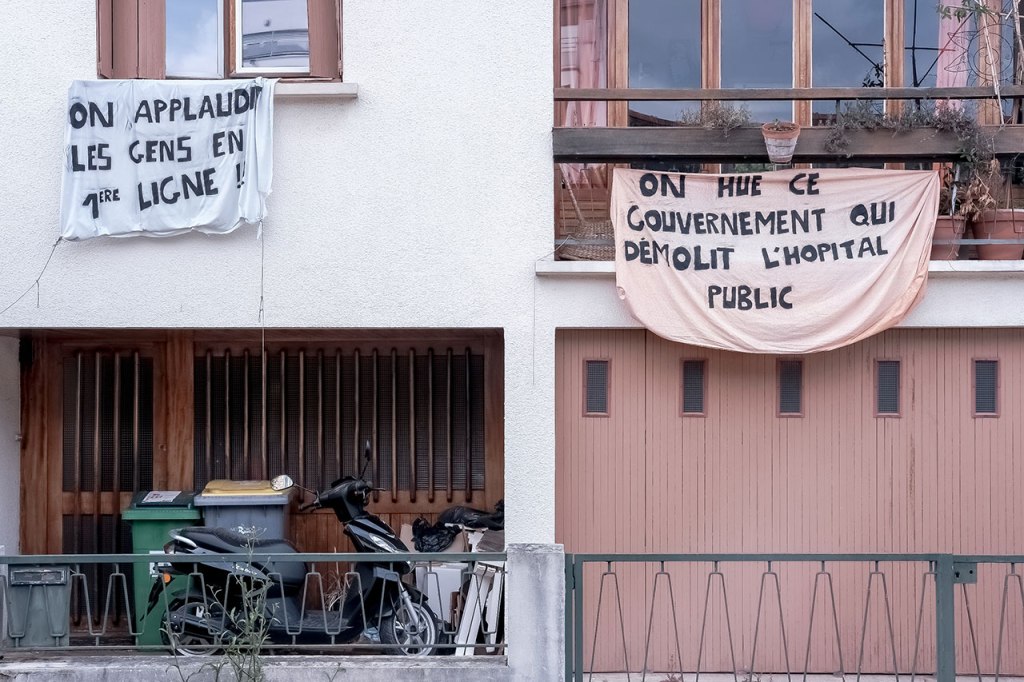 ON APPLAUDIT
LES GENS EN
1ERE LIGNE !!
ON HUE CE
GOUVERNEMENT QUI
DÉMOLIT L'HOPITAL
PUBLIC